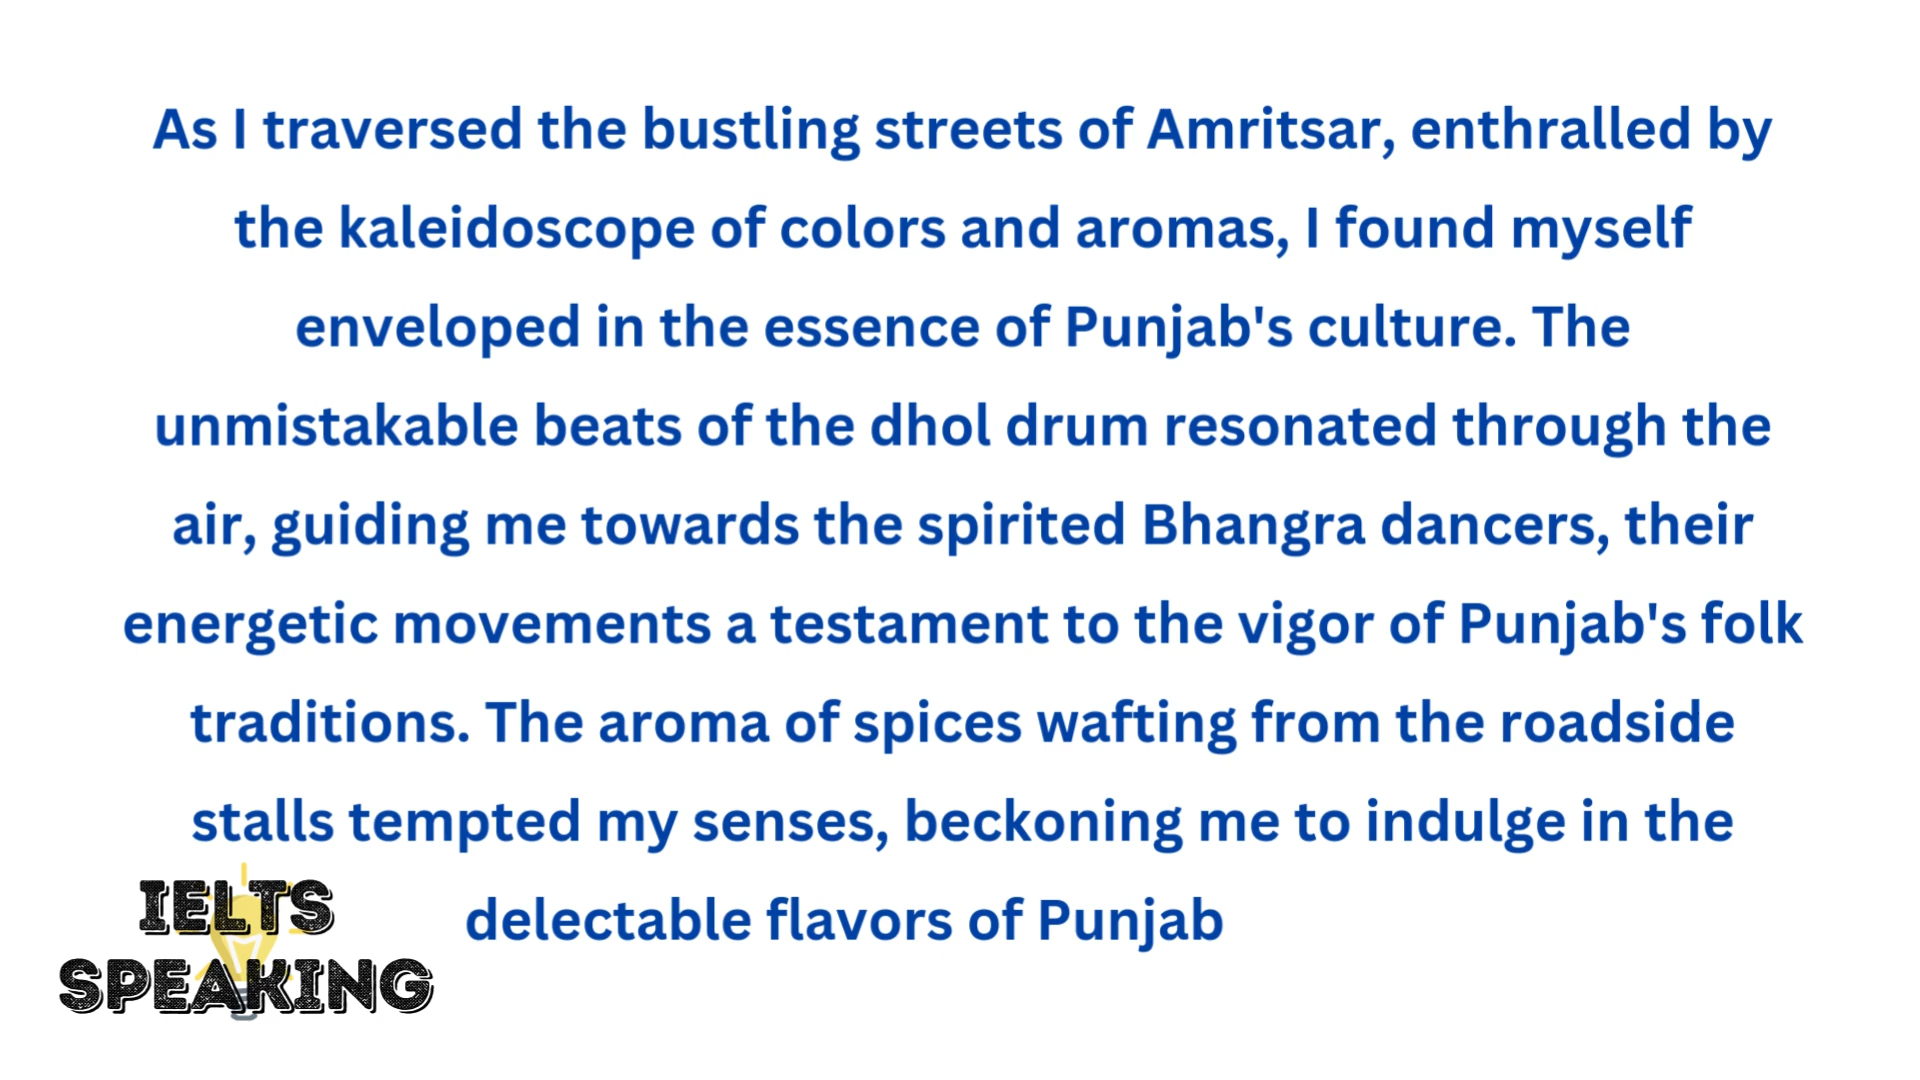 As I traversed the bustling streets of Amritsar, enthralled by
the kaleidoscope of colors and aromas, I found myself
enveloped in the essence of Punjab's culture. The
unmistakable beats of the dhol drum resonated through the
air, guiding me towards the spirited Bhangra dancers, their
energetic movements a testament to the vigor of Punjab's folk
traditions. The aroma of spices wafting from the roadside
stalls tempted my senses, beckoning me to indulge in the
delectable flavors of Punjab
IELTS
SPEAKING